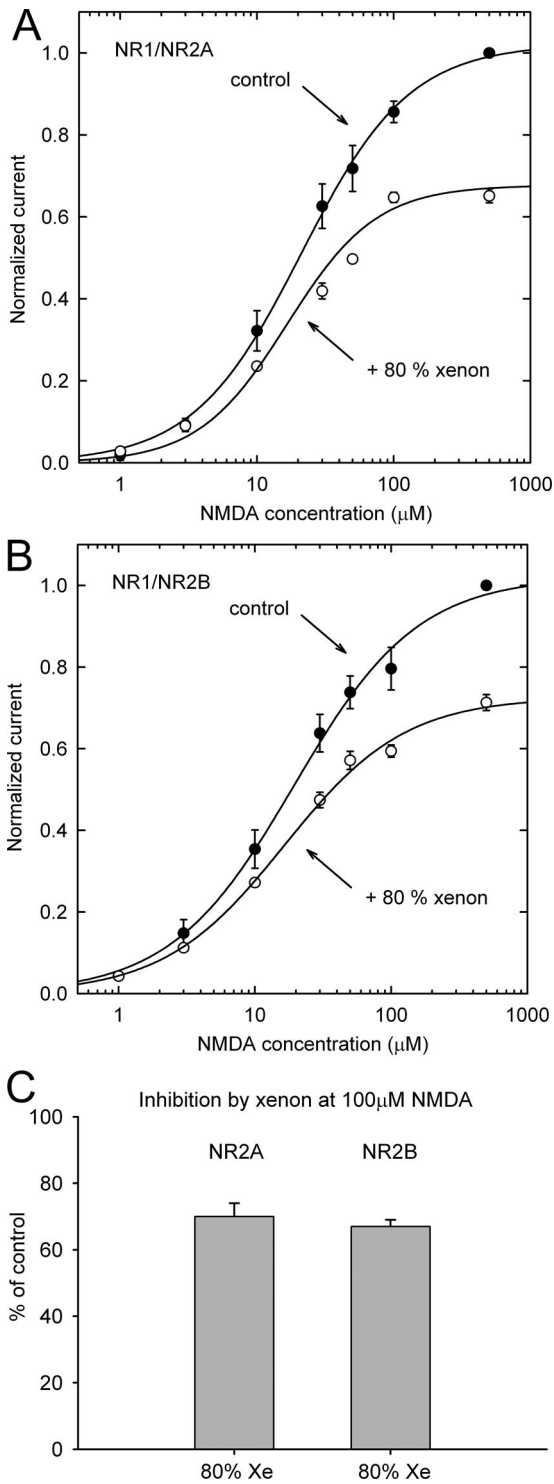 A
NR1/NR2A
control
+ 80 % xenon
Normalized current
1.0
0.8
0.6
0.4
0.2
0.0
1 10 100 1000
NMDA concentration (μM)
B
NR1/NR2B
control
+ 80 % xenon
Normalized current
1.0
0.8
0.6
0.4
0.2
0.0
1 10 100 1000
NMDA concentration (μM)
C
Inhibition by xenon at 100μM NMDA
NR2A NR2B
% of control
100
80
60
40
20
0
80% Xe 80% Xe